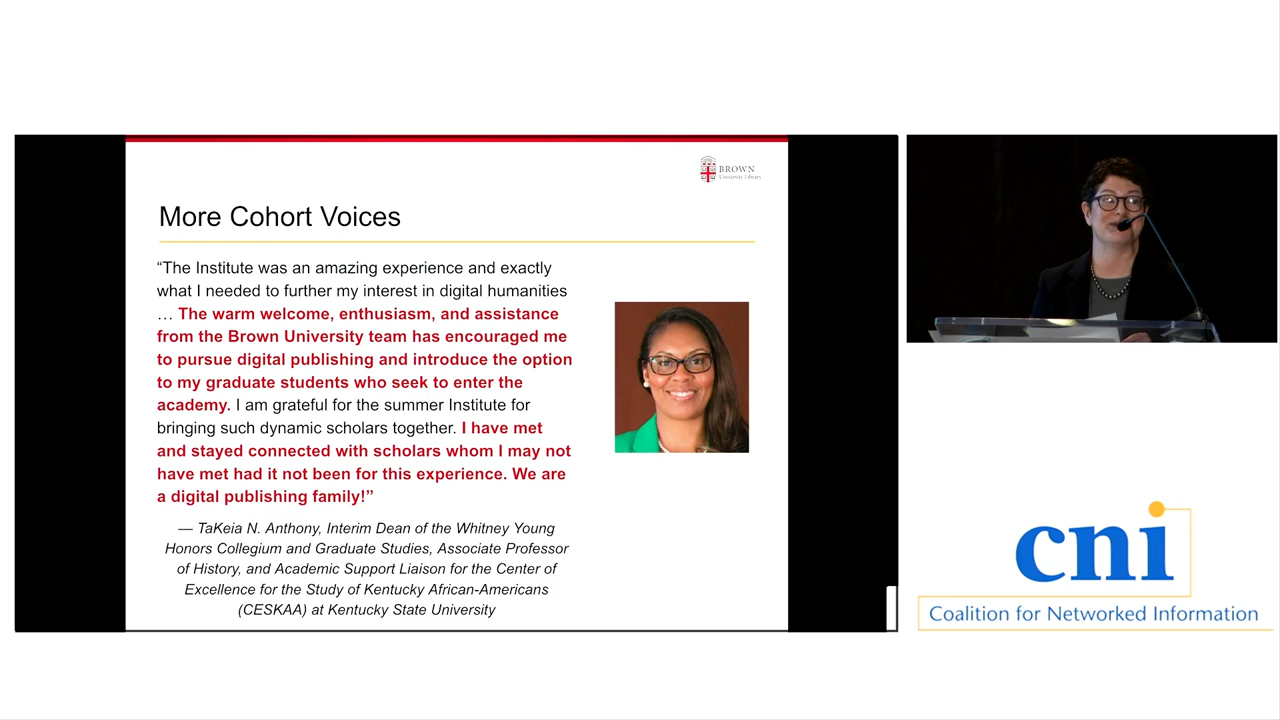 BROWN
University Library
More Cohort Voices
“The Institute was an amazing experience and exactly
what I needed to further my interest in digital humanities
… The warm welcome, enthusiasm, and assistance
from the Brown University team has encouraged me
to pursue digital publishing and introduce the option
to my graduate students who seek to enter the
academy. I am grateful for the summer Institute for
bringing such dynamic scholars together. I have met
and stayed connected with scholars whom I may not
have met had it not been for this experience. We are
a digital publishing family!”
— TaKeia N. Anthony, Interim Dean of the Whitney Young
Honors Collegium and Graduate Studies, Associate Professor
of History, and Academic Support Liaison for the Center of
Excellence for the Study of Kentucky African-Americans
(CESKAA) at Kentucky State University
cni
Coalition for Networked Information